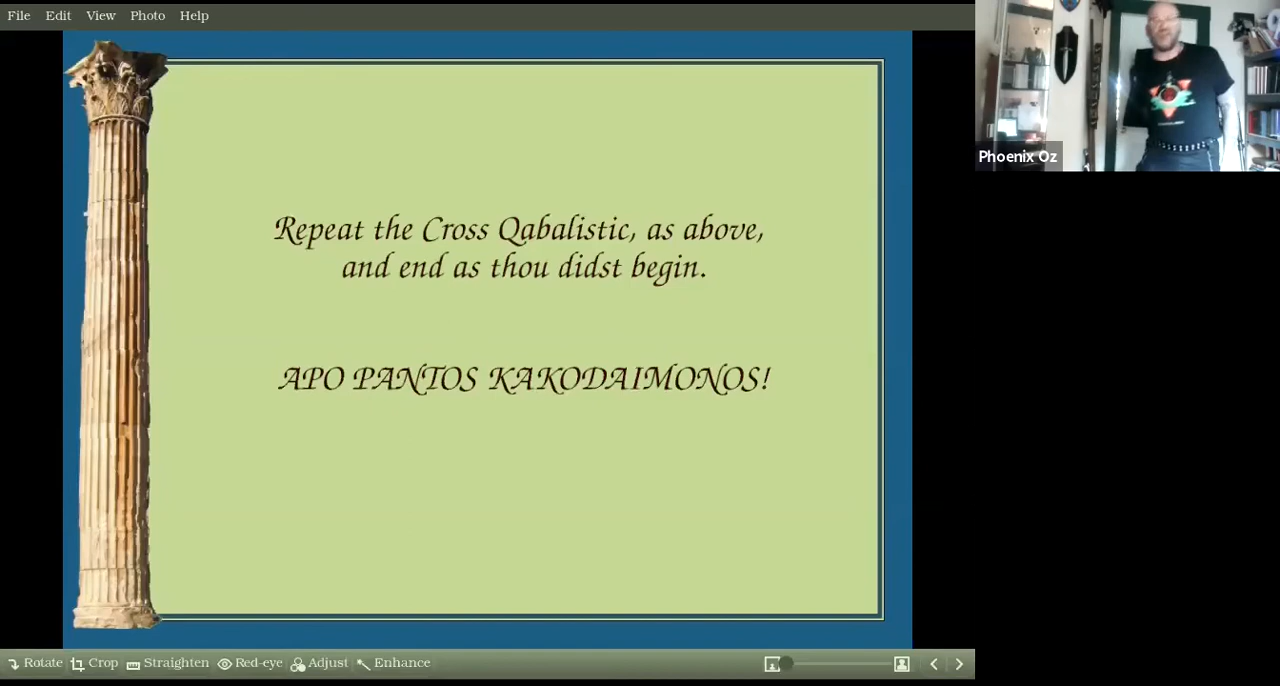 File Edit View Photo Help
Phoenix Oz
Repeat the Cross Qabalistic, as above,
and end as thou didst begin.
APO PANTOS KAKODAIMONOS!
Rotate Crop Straighten Red-eye Adjust Enhance